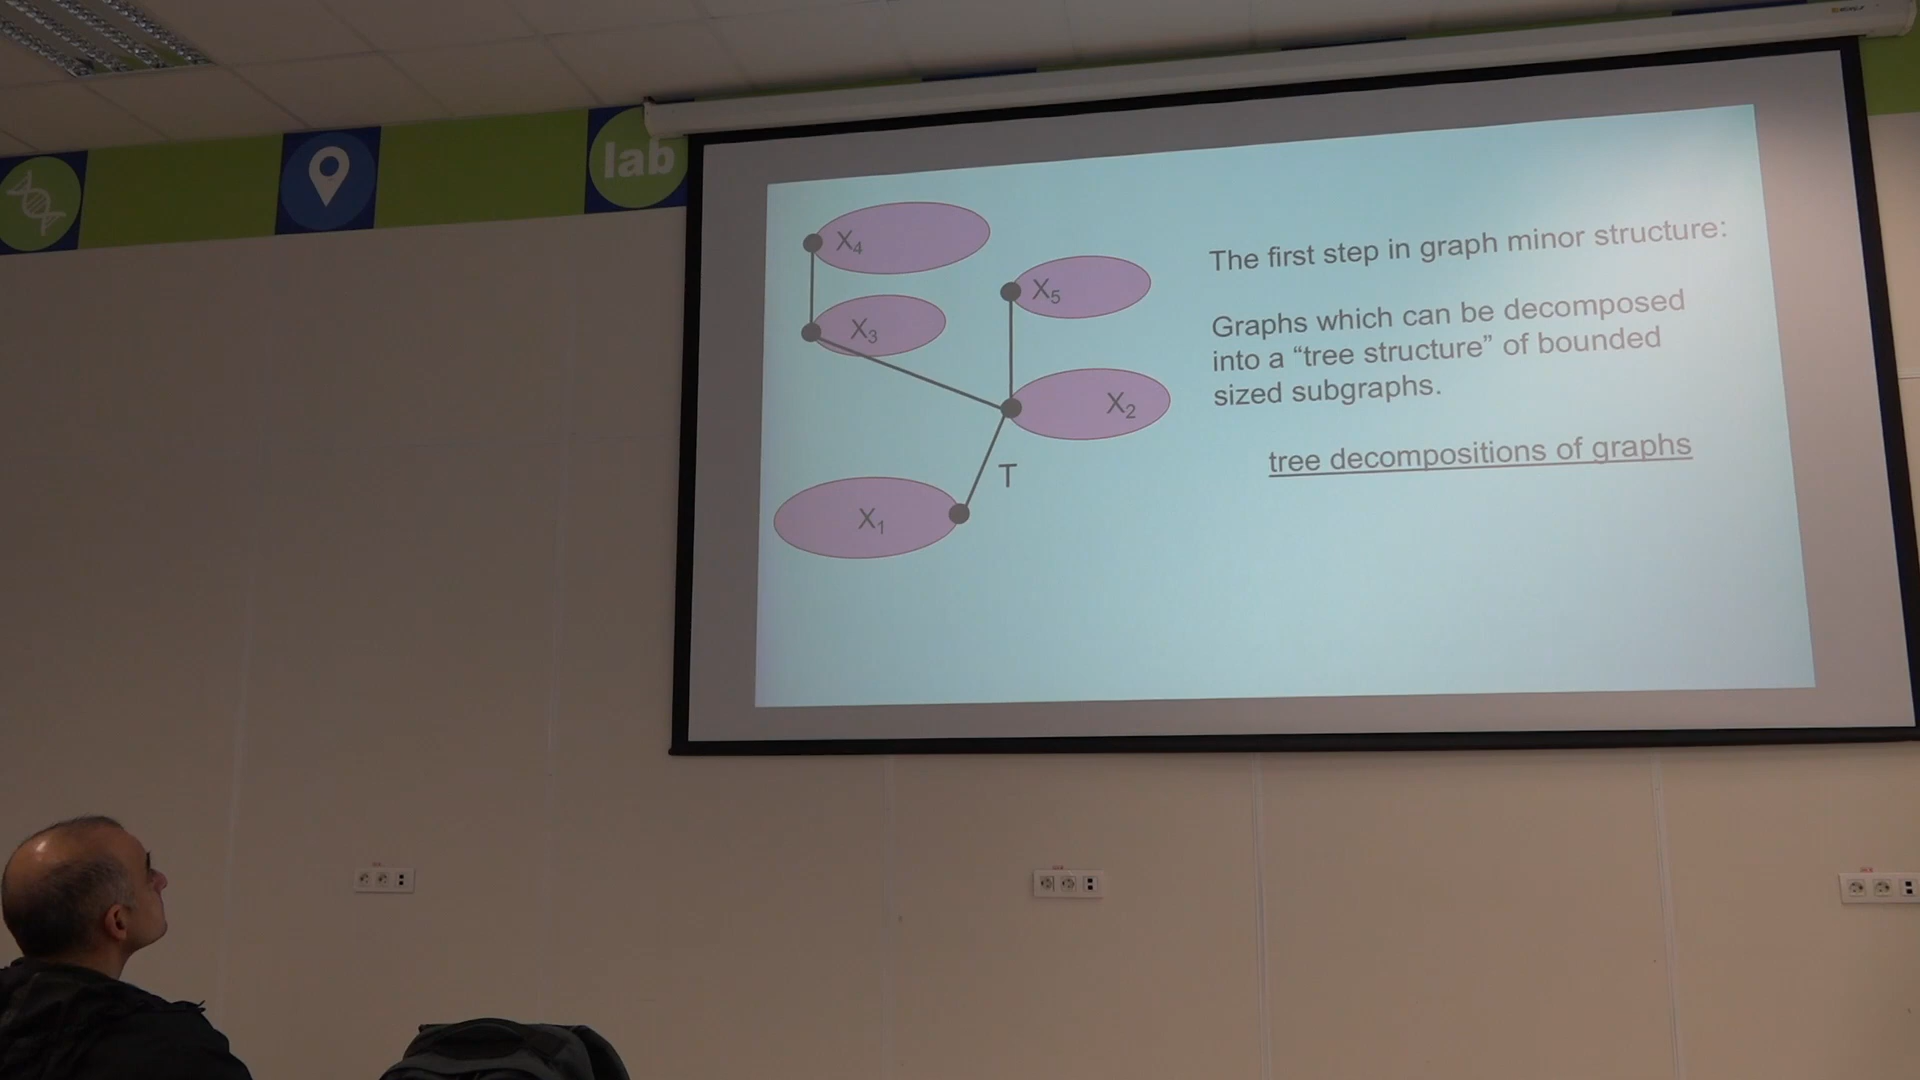 lab
X₄
X₃
X₅
X₂
T
X₁
The first step in graph minor structure:
Graphs which can be decomposed
into a “tree structure” of bounded
sized subgraphs.
tree decompositions of graphs